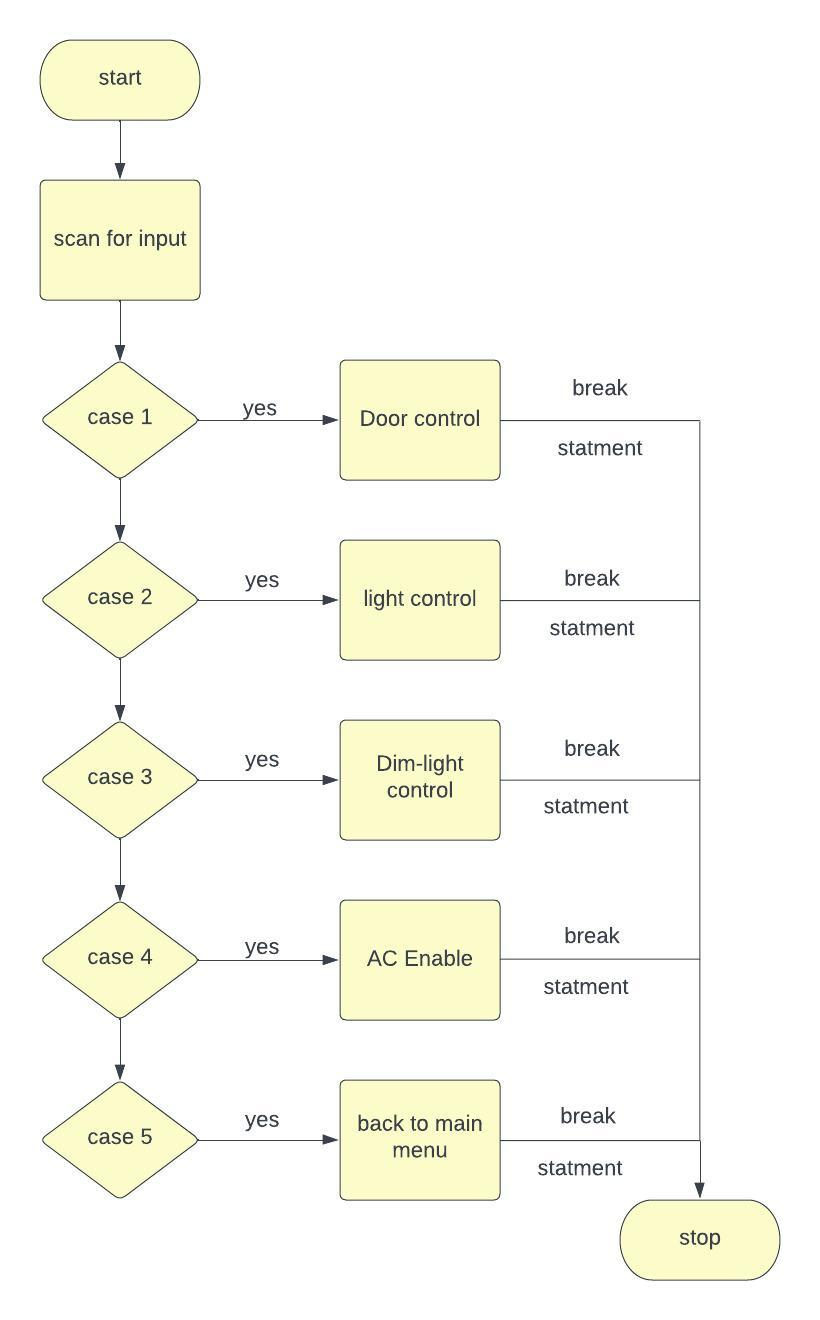 start
scan for input
case 1
yes
Door control
break
statment
case 2
yes
light control
break
statment
case 3
yes
Dim-light
control
break
statment
case 4
yes
AC Enable
break
statment
case 5
yes
back to main
menu
break
statment
stop